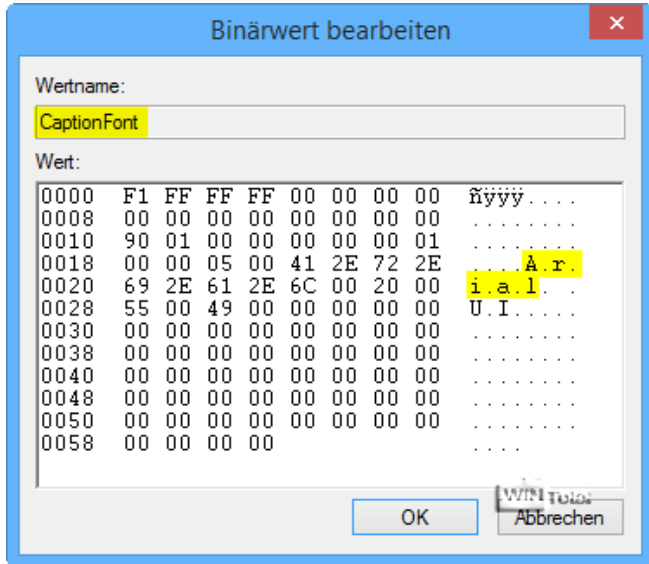 Binärwert bearbeiten
Wertname:
CaptionFont
Wert:
0000 F1 FF FF FF 00 00 00 00 ñÿÿÿ....
0008 00 00 00 00 00 00 00 00 ........
0010 90 01 00 00 00 00 00 01 ........
0018 00 00 05 00 41 2E 72 2E ....A.r.
0020 69 2E 61 2E 6C 00 20 00 i.a.l. .
0028 55 00 49 00 00 00 00 00 U.I.....
0030 00 00 00 00 00 00 00 00 ........
0038 00 00 00 00 00 00 00 00 ........
0040 00 00 00 00 00 00 00 00 ........
0048 00 00 00 00 00 00 00 00 ........
0050 00 00 00 00 00 00 00 00 ........
0058 00 00 00 00 ....
WIN Tutor
OK Abbrechen